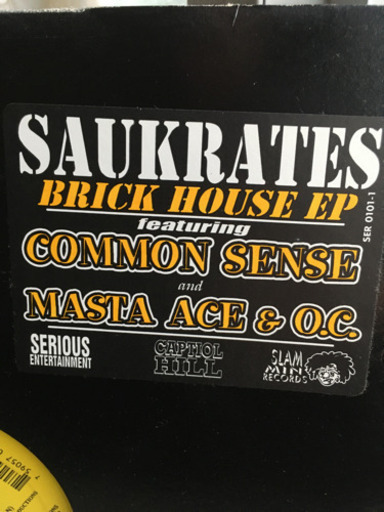 SAUKRATES
BRICK HOUSE EP
featuring
COMMON SENSE
and
MASTA ACE & O.C.
SER 0101-1
SERIOUS
ENTERTAINMENT
CAPTIOL
HILL
SLAM
MIN
RECORDS